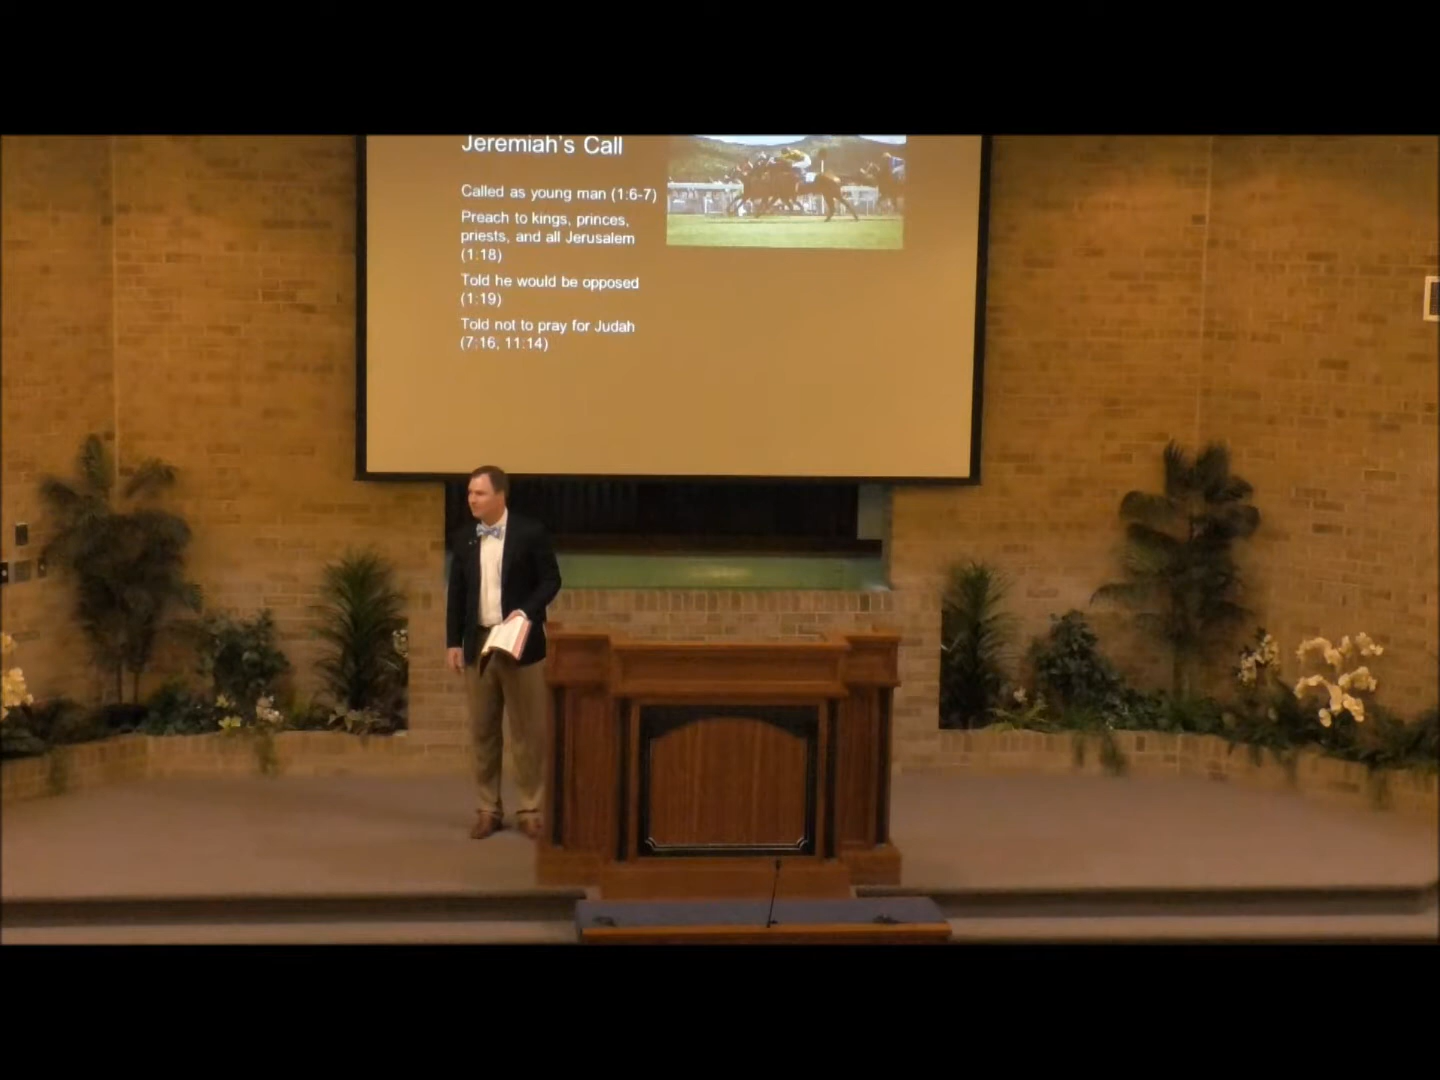 Jeremiah's Call
Called as young man (1:6-7)
Preach to kings, princes,
priests, and all Jerusalem
(1:18)
Told he would be opposed
(1:19)
Told not to pray for Judah
(7:16, 11:14)